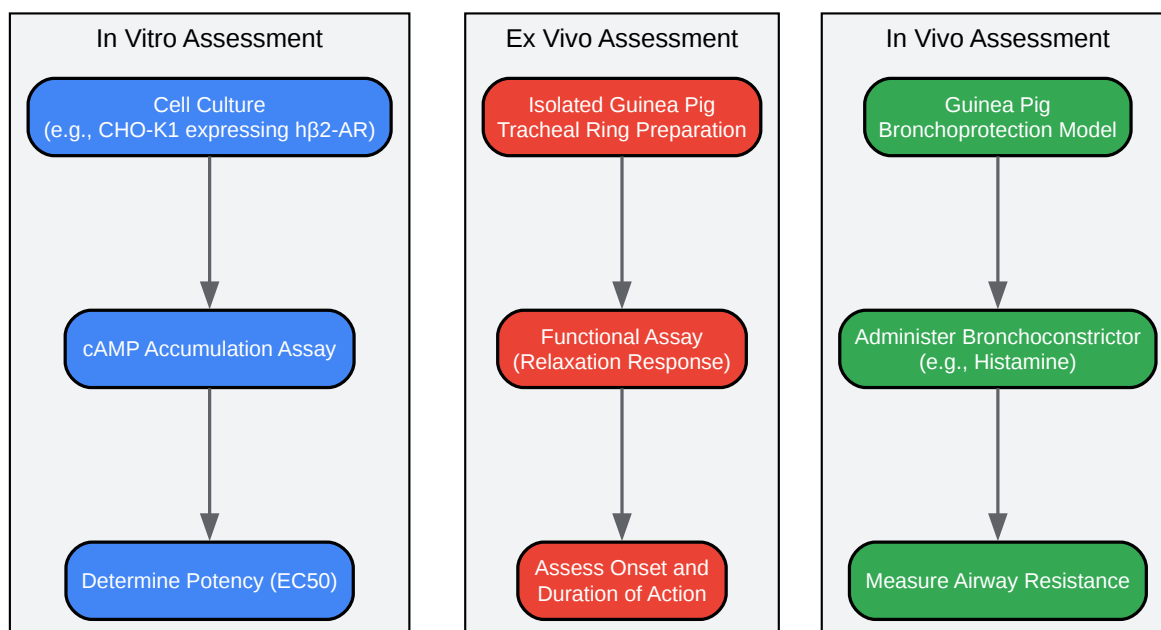 In Vitro Assessment
Cell Culture
(e.g., CHO-K1 expressing hβ2-AR)
cAMP Accumulation Assay
Determine Potency (EC50)
Ex Vivo Assessment
Isolated Guinea Pig
Tracheal Ring Preparation
Functional Assay
(Relaxation Response)
Assess Onset and
Duration of Action
In Vivo Assessment
Guinea Pig
Bronchoprotection Model
Administer Bronchoconstrictor
(e.g., Histamine)
Measure Airway Resistance